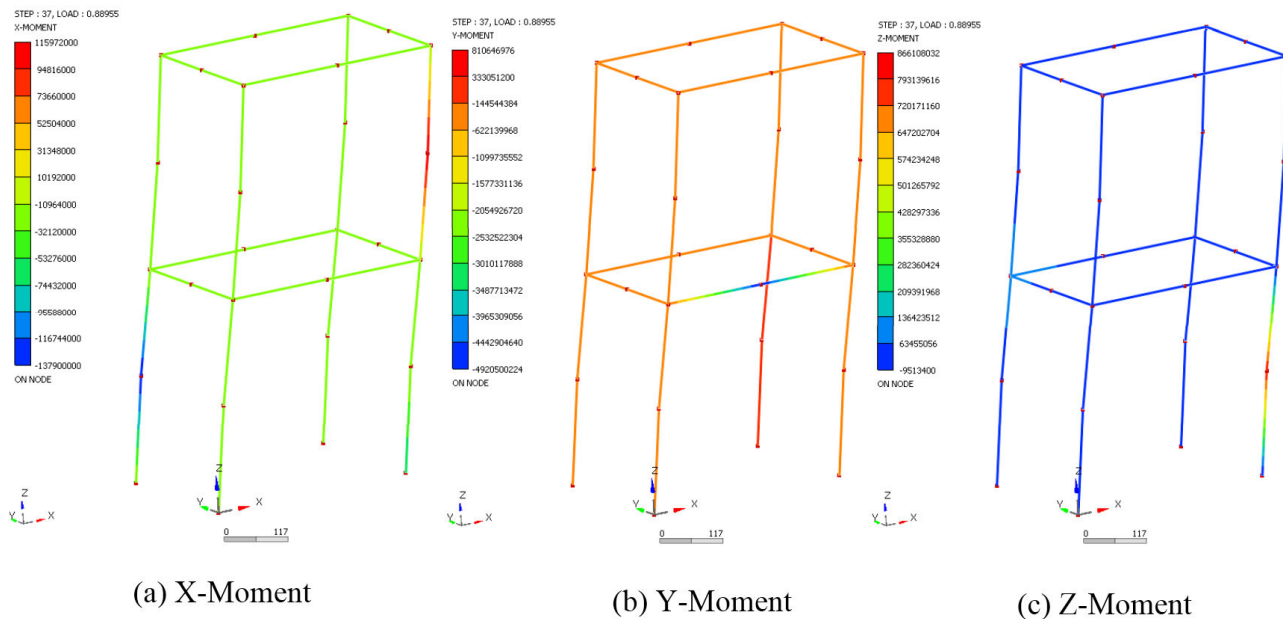 STEP : 37, LOAD : 0.88955
X-MOMENT
115972000
94816000
73660000
52504000
31348000
10192000
-10964000
-32120000
-53276000
-74432000
-95588000
-116744000
-137900000
ON NODE
Z
Y
X
Z
Y
X
0 117
(a) X-Moment
STEP : 37, LOAD : 0.88955
Y-MOMENT
810646976
333051200
-144544384
-622139968
-1099735552
-1577331136
-2054926720
-2532522304
-3010117888
-3487713472
-3965309056
-4442904640
-4920500224
ON NODE
Z
Y
X
Z
Y
X
0 117
(b) Y-Moment
STEP : 37, LOAD : 0.88955
Z-MOMENT
866108032
793139616
720171160
647202704
574234248
501265792
428297336
355328880
282360424
209391968
136423512
63455056
-9513400
ON NODE
Z
Y
X
Z
Y
X
0 117
(c) Z-Moment